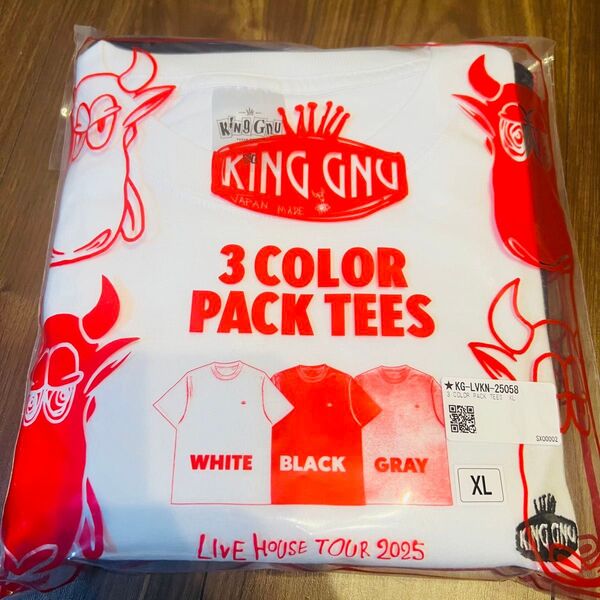 King Gnu
KING GNU
JAPAN MADE
3 COLOR
PACK TEES
★KG-LVKN-25058
3 COLOR PACK TEES XL
SX00002
WHITE
BLACK
GRAY
XL
LIVE HOUSE TOUR 2025
KING GNU